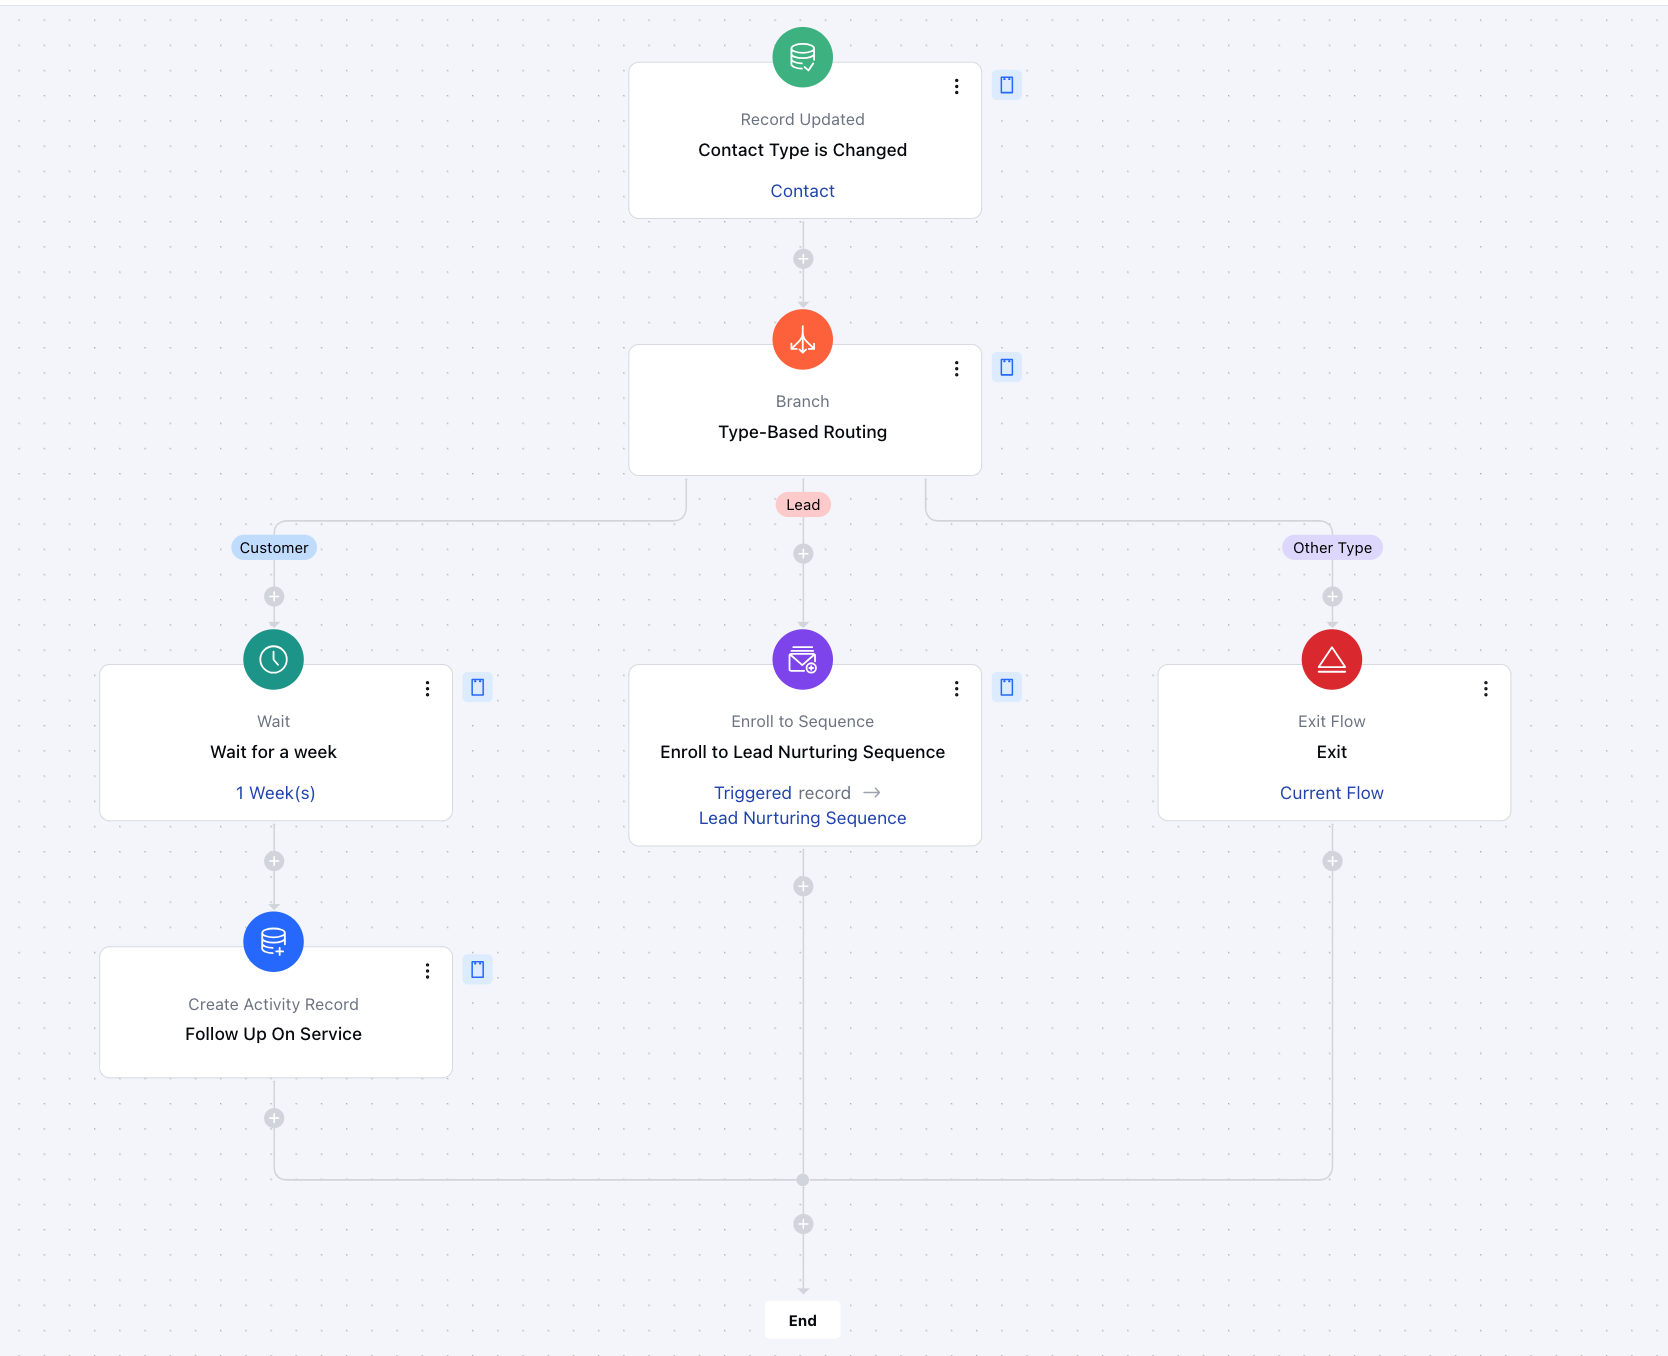 Record Updated
Contact Type is Changed
Contact
Branch
Type-Based Routing
Lead
Customer
Other Type
Wait
Wait for a week
1 Week(s)
Enroll to Sequence
Enroll to Lead Nurturing Sequence
Triggered record →
Lead Nurturing Sequence
Exit Flow
Exit
Current Flow
Create Activity Record
Follow Up On Service
End